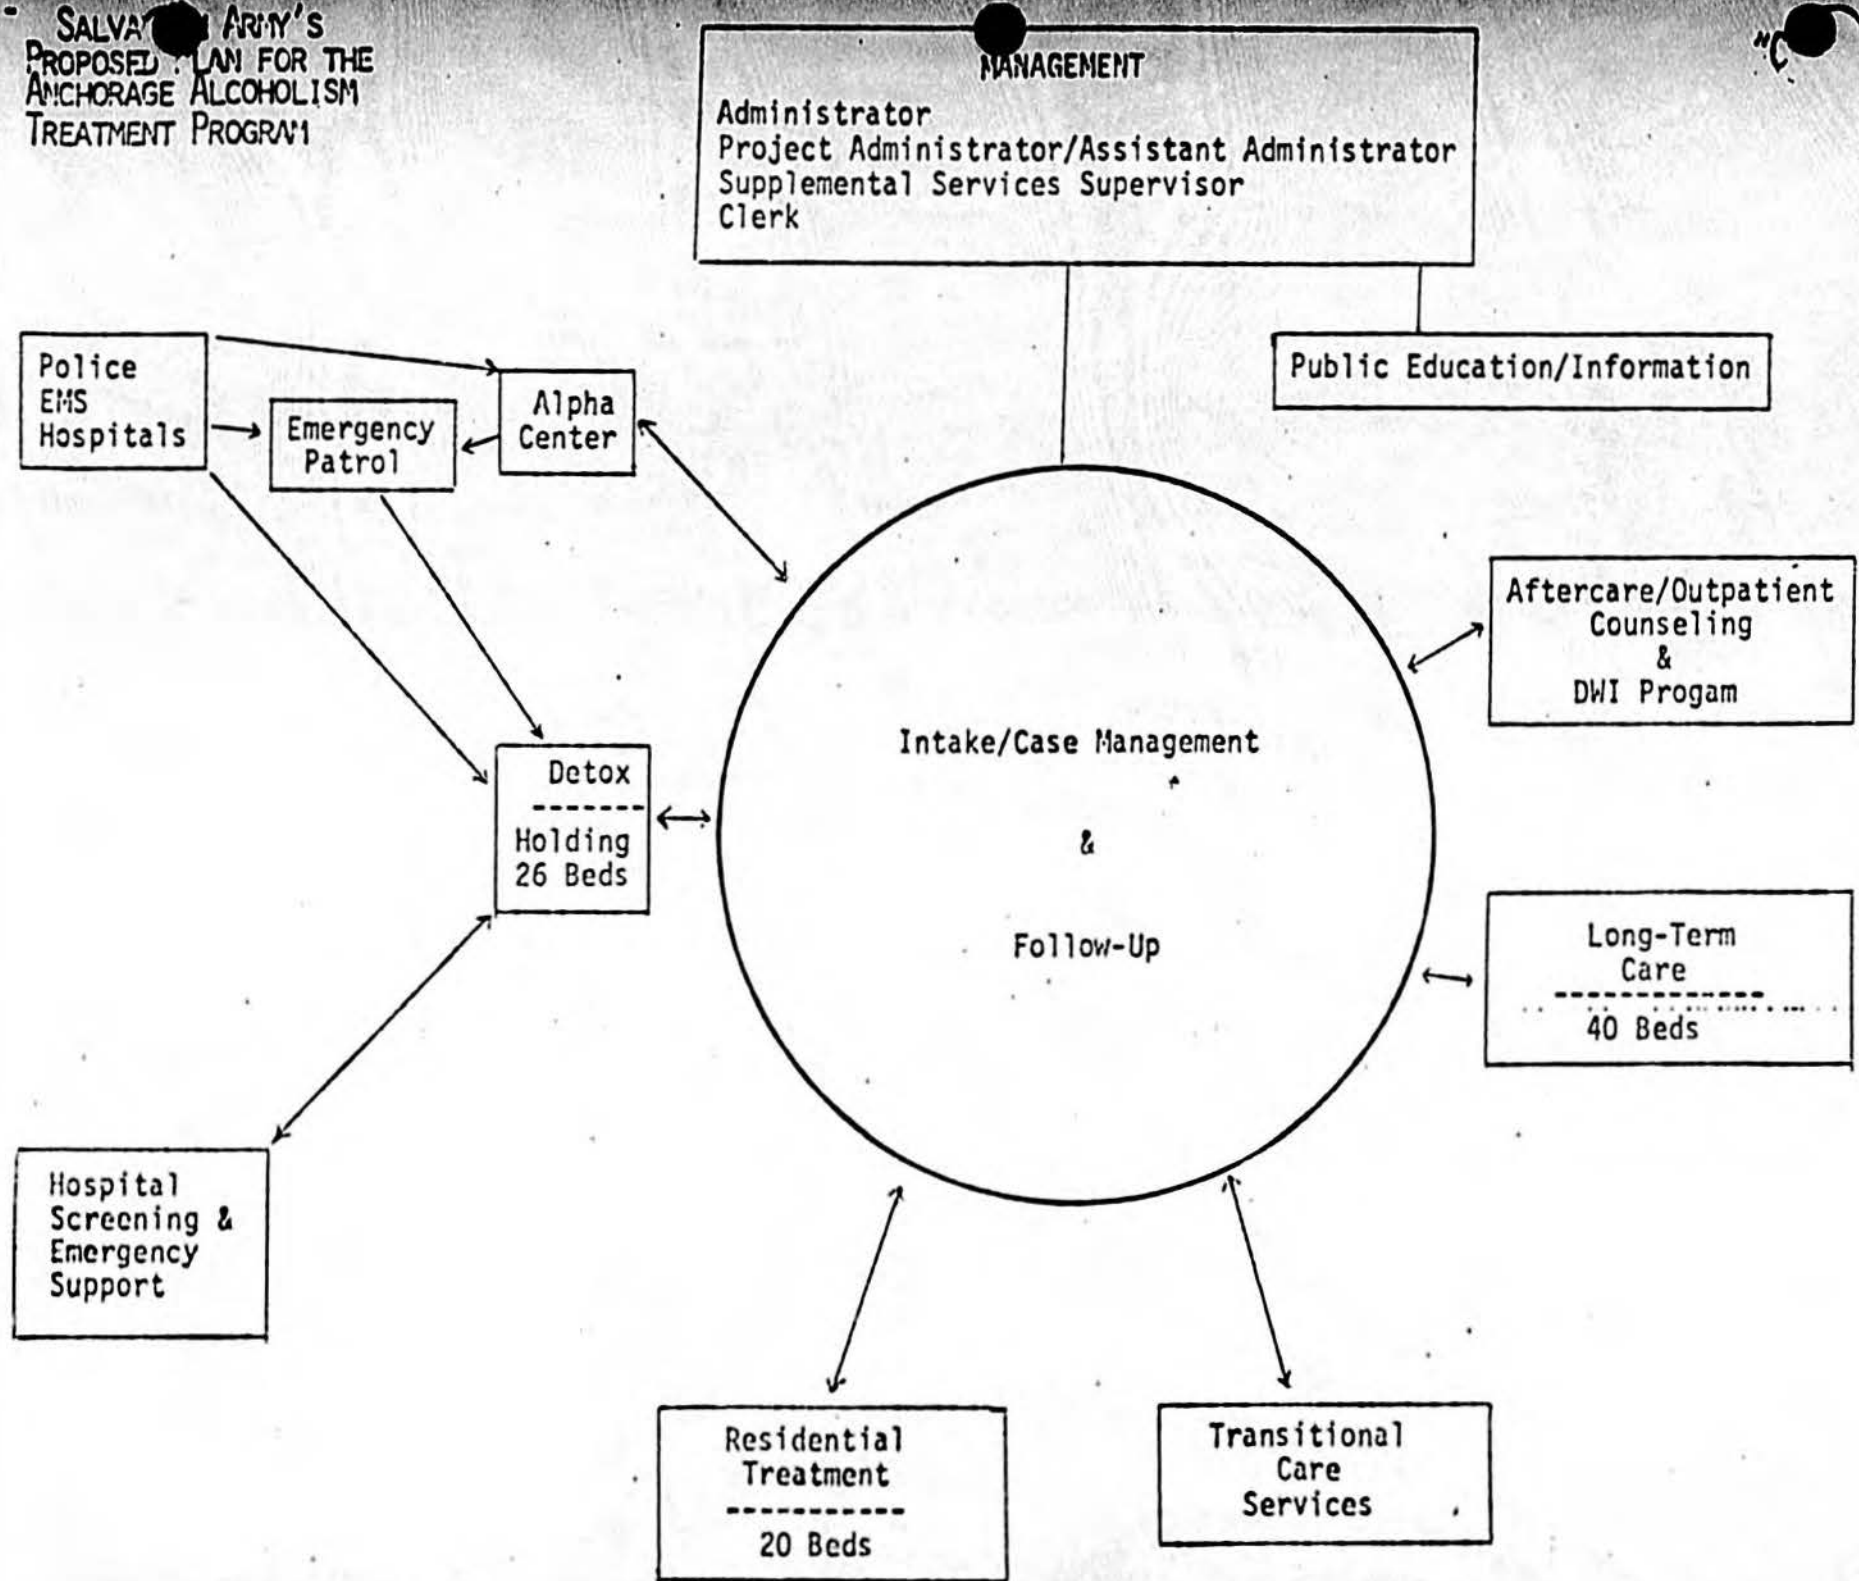 ARMY'S
PROPOSED PLAN FOR THE
ANCHORAGE ALCOHOLISM
TREATMENT PROGRAM
"C
MANAGEMENT
Administrator
Project Administrator/Assistant Administrator
Supplemental Services Supervisor
Clerk
Public Education/Information
Police
EMS
Hospitals
Emergency
Patrol
Alpha
Center
Aftercare/Outpatient
Counseling
&
DWI Progam
Intake/Case Management
&
Follow-Up
Detox
Holding
26 Beds
Long-Term
Care
40 Beds
Hospital
Screening &
Emergency
Support
Residential
Treatment
20 Beds
Transitional
Care
Services